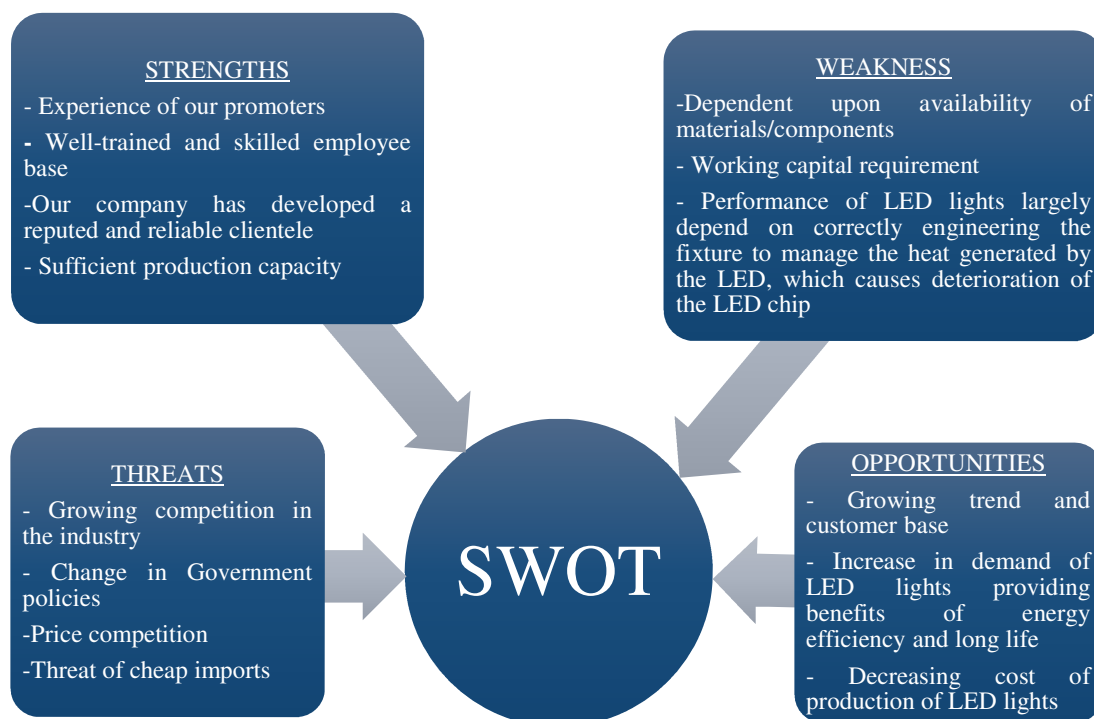 STRENGTHS
- Experience of our promoters
- Well-trained and skilled employee
base
-Our company has developed a
reputed and reliable clientele
- Sufficient production capacity
WEAKNESS
-Dependent upon availability of
materials/components
- Working capital requirement
- Performance of LED lights largely
depend on correctly engineering the
fixture to manage the heat generated by
the LED, which causes deterioration of
the LED chip
THREATS
- Growing competition in
the industry
- Change in Government
policies
-Price competition
-Threat of cheap imports
SWOT
OPPORTUNITIES
- Growing trend and
customer base
- Increase in demand of
LED lights providing
benefits of energy
efficiency and long life
- Decreasing cost of
production of LED lights